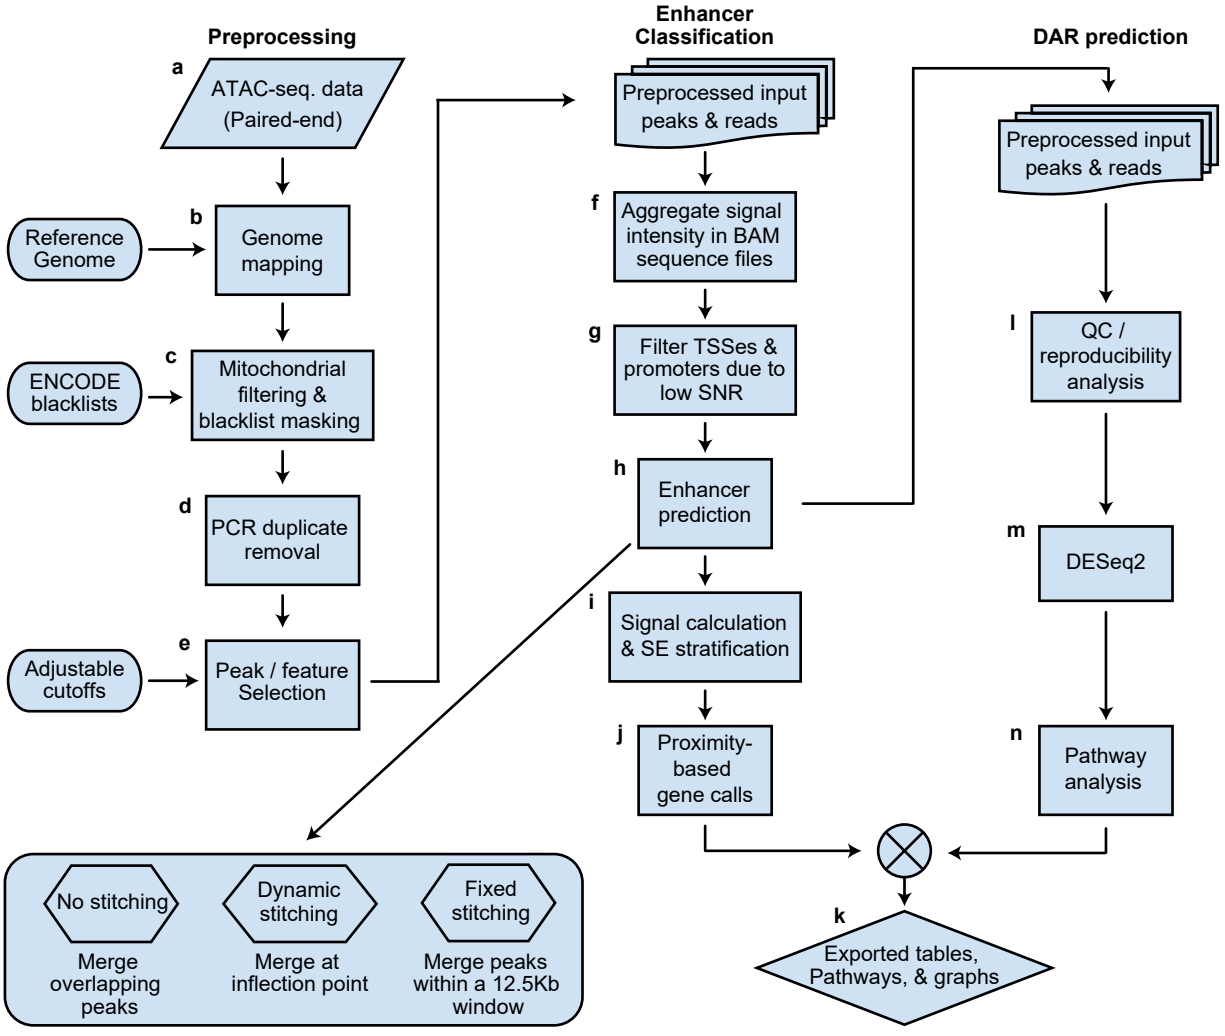 Preprocessing
a
ATAC-seq. data
(Paired-end)
b
Reference
Genome
Genome
mapping
c
ENCODE
blacklists
Mitochondrial
filtering &
blacklist masking
d
PCR duplicate
removal
e
Adjustable
cutoffs
Peak / feature
Selection
Enhancer
Classification
Preprocessed input
peaks & reads
f
Aggregate signal
intensity in BAM
sequence files
g
Filter TSSes &
promoters due to
low SNR
h
Enhancer
prediction
i
Signal calculation
& SE stratification
j
Proximity-
based
gene calls
DAR prediction
Preprocessed input
peaks & reads
l
QC /
reproducibility
analysis
m
DESeq2
n
Pathway
analysis
k
Exported tables,
Pathways, & graphs
No stitching
Merge
overlapping
peaks
Dynamic
stitching
Merge at
inflection point
Fixed
stitching
Merge peaks
within a 12.5Kb
window